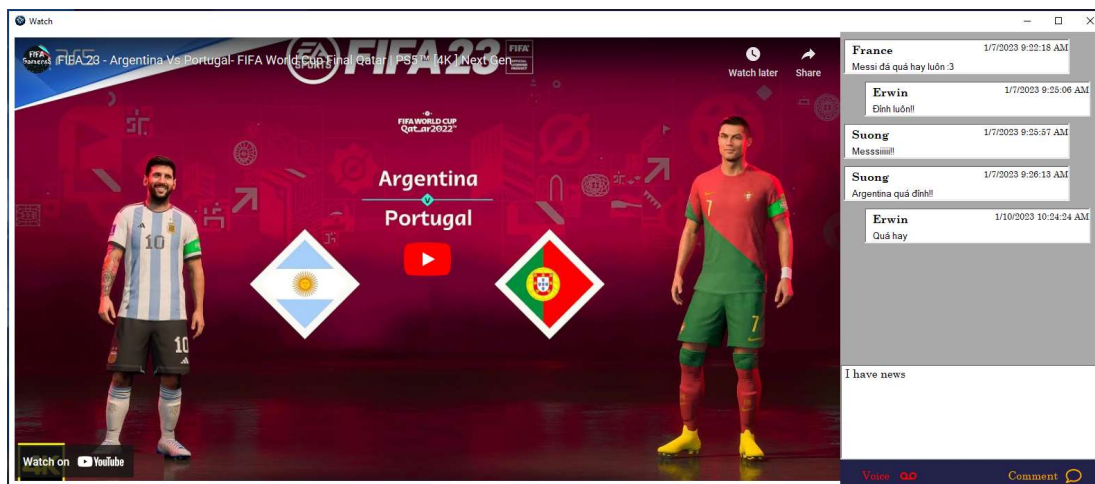 Watch
FIFA 23 - Argentina Vs Portugal- FIFA World Cup Final Qatar | PS5™ [4K ] Next Gen
EA
SPORTS
FIFA 23
FIFA
Watch later
Share
FIFA WORLD CUP
Qatar2022
Argentina
V
Portugal
10
10
7
7
Watch on YouTube
France 1/7/2023 9:22:18 AM
Messi đá quá hay luôn :3
Erwin 1/7/2023 9:25:06 AM
Đỉnh luôn!!
Suong 1/7/2023 9:25:57 AM
Messsiiiii!!
Suong 1/7/2023 9:26:13 AM
Argentina quá đỉnh!!
Erwin 1/10/2023 10:24:24 AM
Quá hay
I have news
Voice
Comment